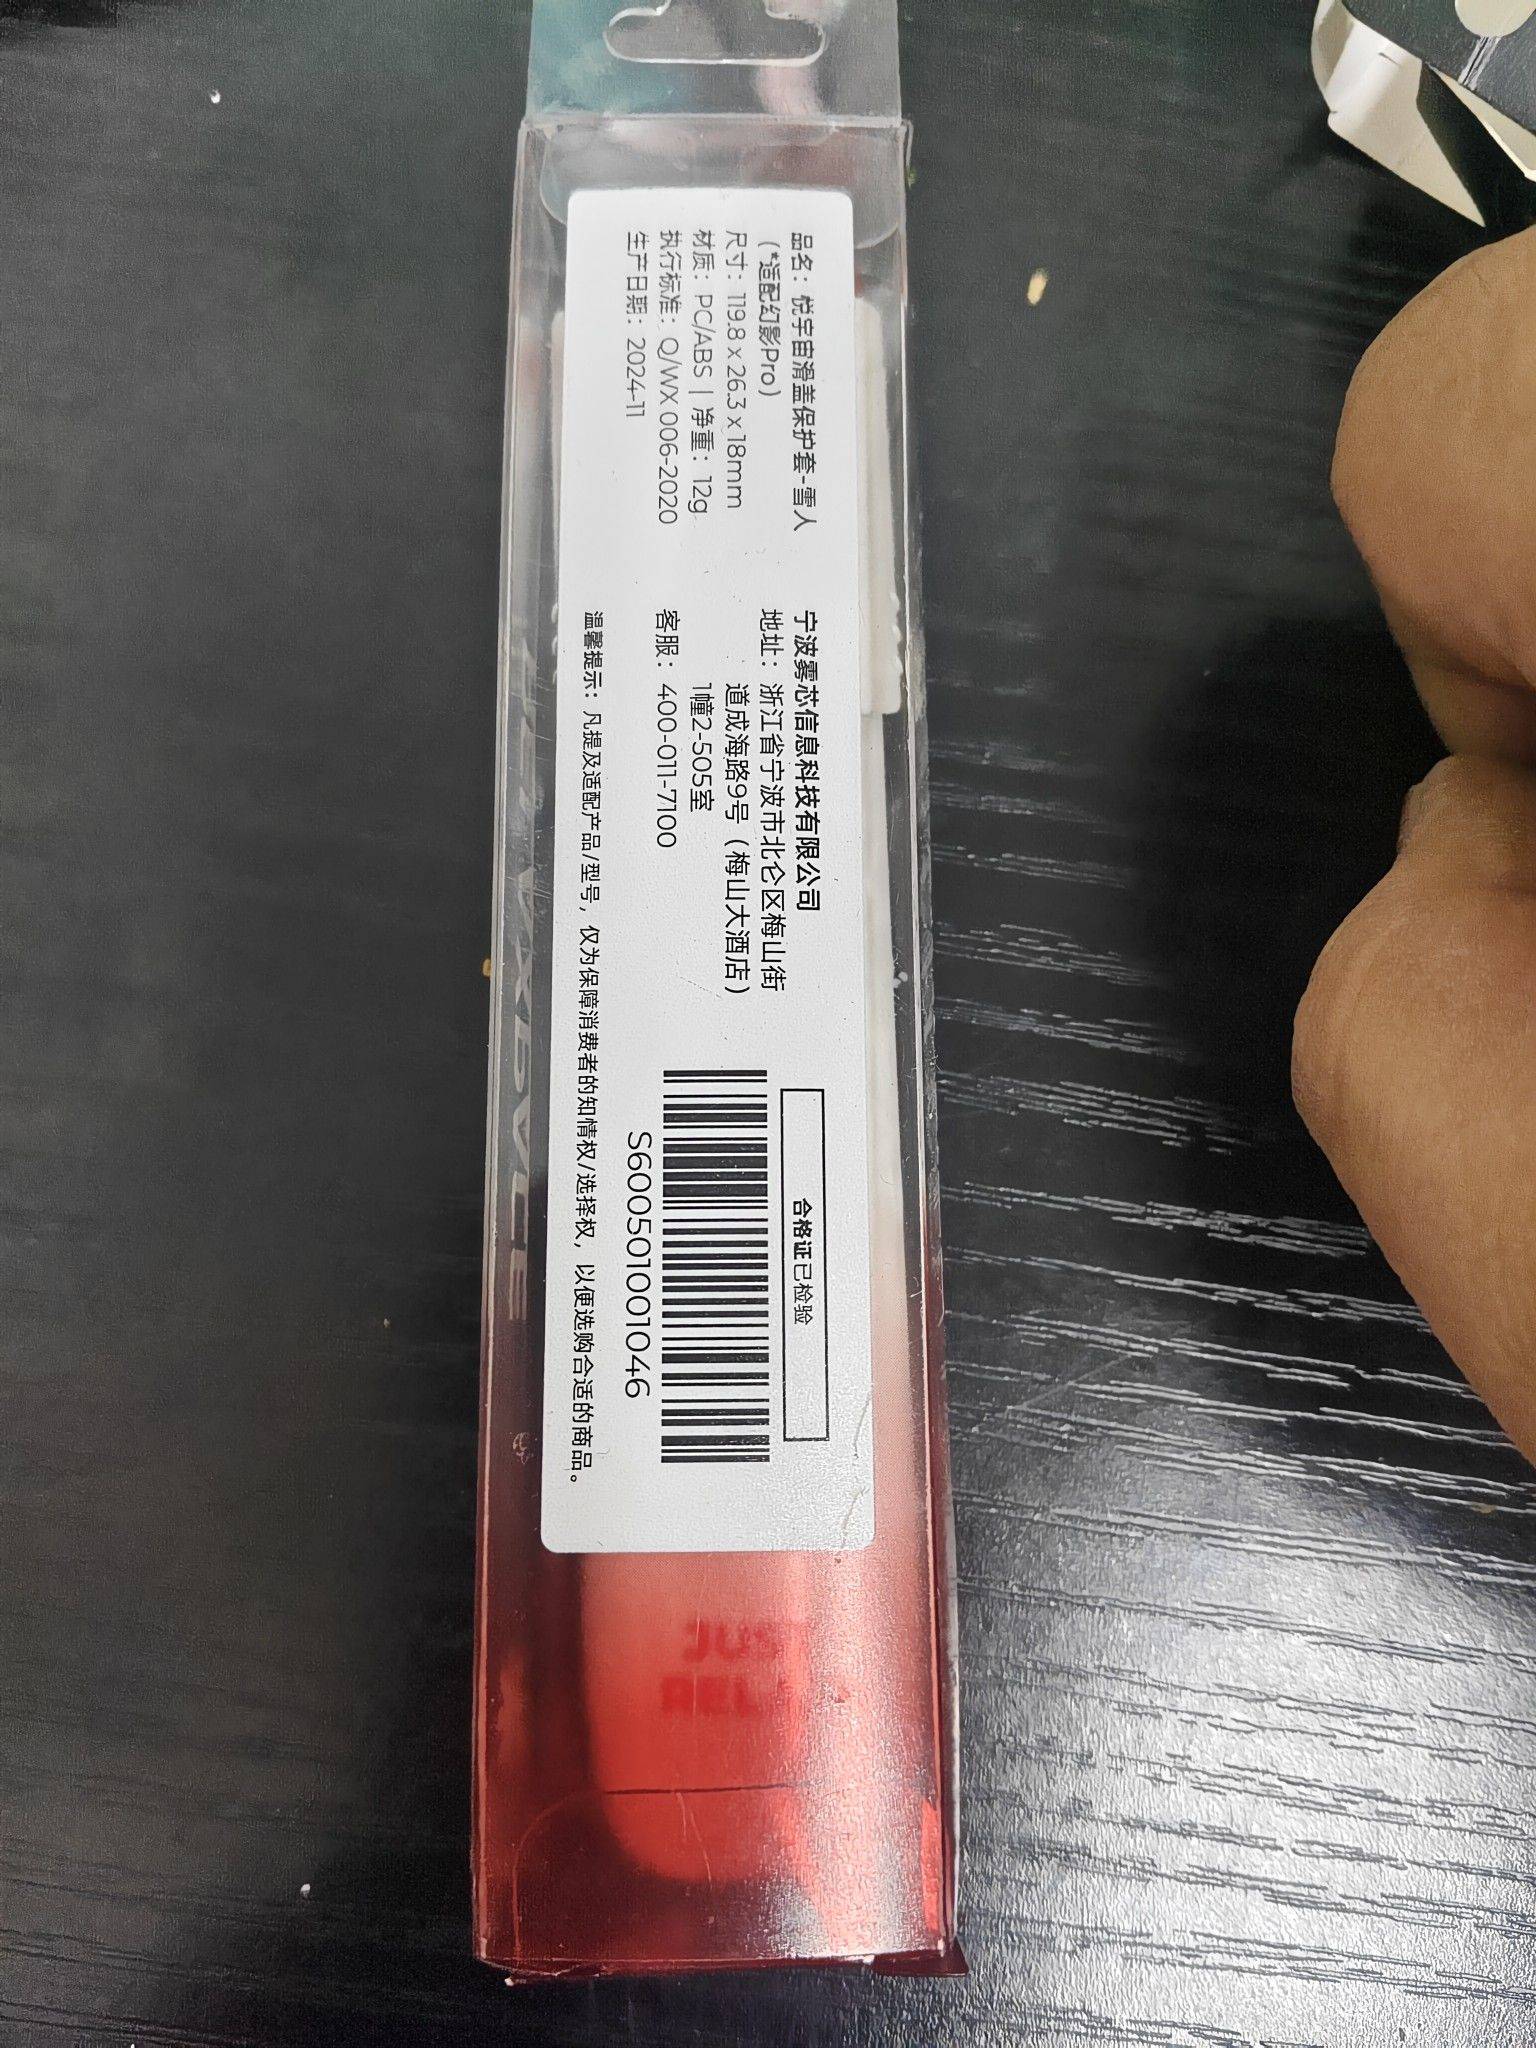 品名：悦宇宙滑盖保护套-雪人
（*适配幻影Pro）
尺寸：119.8 x 26.3 x 18mm
材质：PC/ABS | 净重：12g
执行标准：Q/WX 006-2020
生产日期：2024-11
宁波雾芯信息科技有限公司
地址：浙江省宁波市北仑区梅山街
道成海路9号（梅山大酒店）
1幢2-505室
客服：400-011-7100
温馨提示：凡提及适配产品/型号，仅为保障消费者的知情权/选择权，以便选购合适的商品。
合格证已检验
S600501001046
JUST